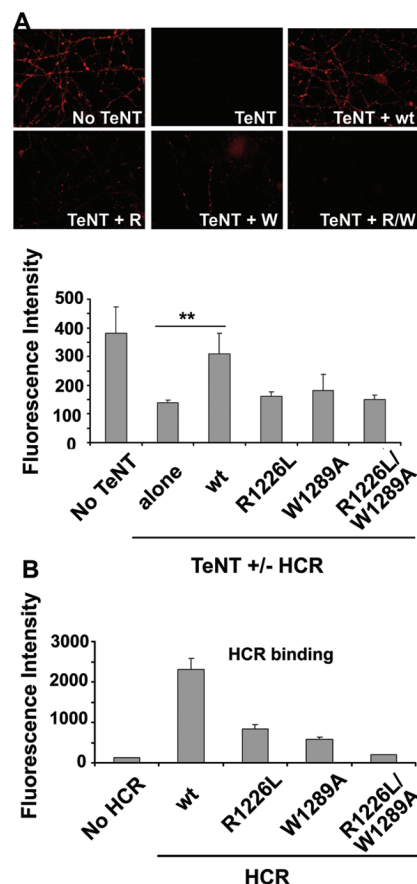 A
No TeNT
TeNT
TeNT + wt
TeNT + R
TeNT + W
TeNT + R/W
Fluorescence Intensity
500
400
300
200
100
0
**
No TeNT
alone
wt
R1226L
W1289A
R1226L/
W1289A
TeNT +/- HCR
B
Fluorescence Intensity
3000
2000
1000
0
HCR binding
No HCR
wt
R1226L
W1289A
R1226L/
W1289A
HCR